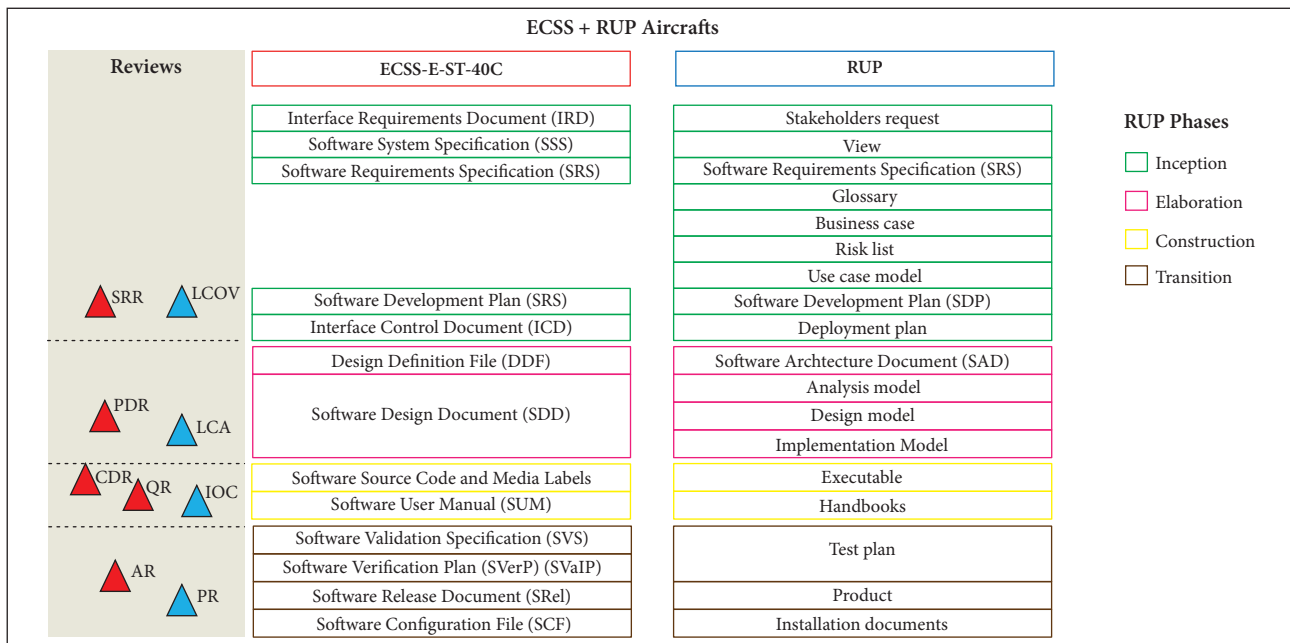 ECSS + RUP Aircrafts
Reviews
ECSS-E-ST-40C
RUP
Interface Requirements Document (IRD)
Stakeholders request
Software System Specification (SSS)
View
Software Requirements Specification (SRS)
Software Requirements Specification (SRS)
Glossary
Business case
Risk list
Use case model
SRR
LCOV
Software Development Plan (SRS)
Software Development Plan (SDP)
Interface Control Document (ICD)
Deployment plan
Design Definition File (DDF)
Software Archtecture Document (SAD)
Analysis model
PDR
LCA
Software Design Document (SDD)
Design model
Implementation Model
CDR
QR
IOC
Software Source Code and Media Labels
Executable
Software User Manual (SUM)
Handbooks
Software Validation Specification (SVS)
Test plan
Software Verification Plan (SVerP) (SVaIP)
AR
PR
Software Release Document (SRel)
Product
Software Configuration File (SCF)
Installation documents
RUP Phases
Inception
Elaboration
Construction
Transition